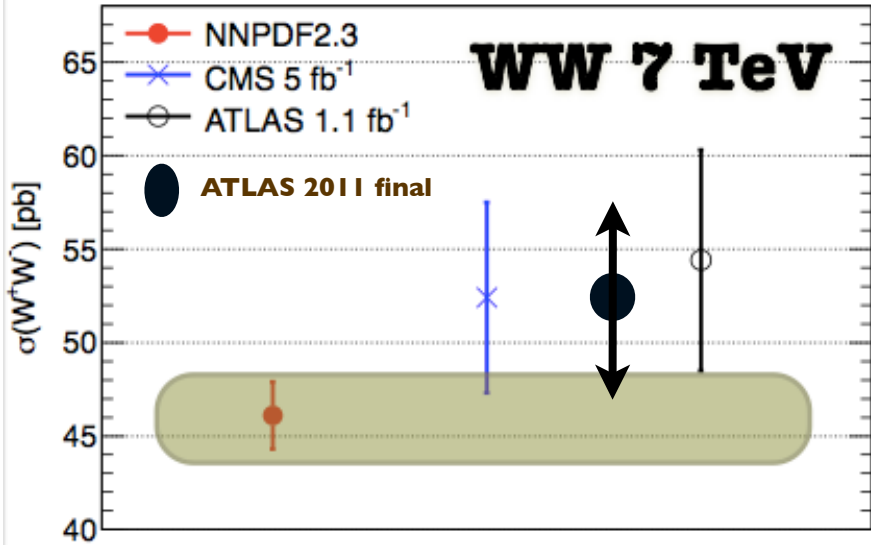 NNPDF2.3
CMS 5 fb⁻¹
ATLAS 1.1 fb⁻¹
WW 7 TeV
ATLAS 2011 final
σ(W⁺W⁻) [pb]
65
60
55
50
45
40